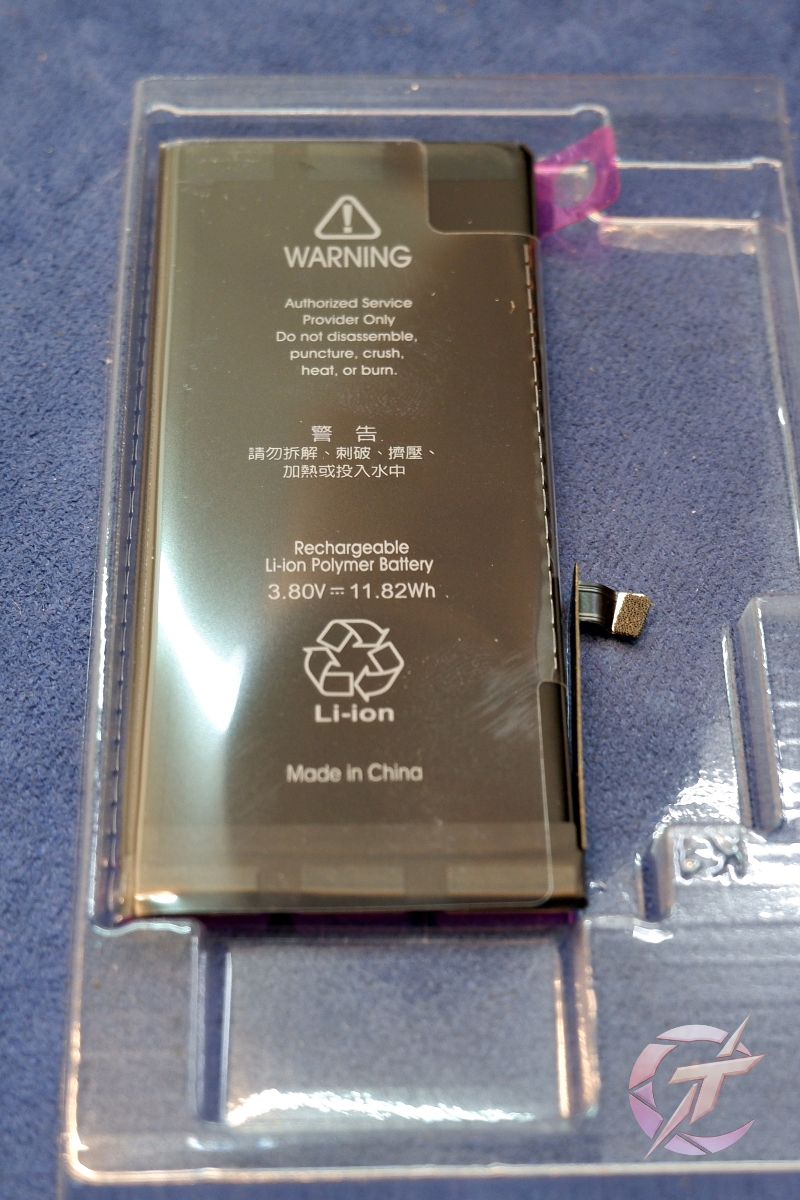 WARNING
Authorized Service
Provider Only
Do not disassemble,
puncture, crush,
heat, or burn.
警 告
請勿拆解、刺破、擠壓、
加熱或投入水中
Rechargeable
Li-ion Polymer Battery
3.80V⎓11.82Wh
Li-ion
Made in China